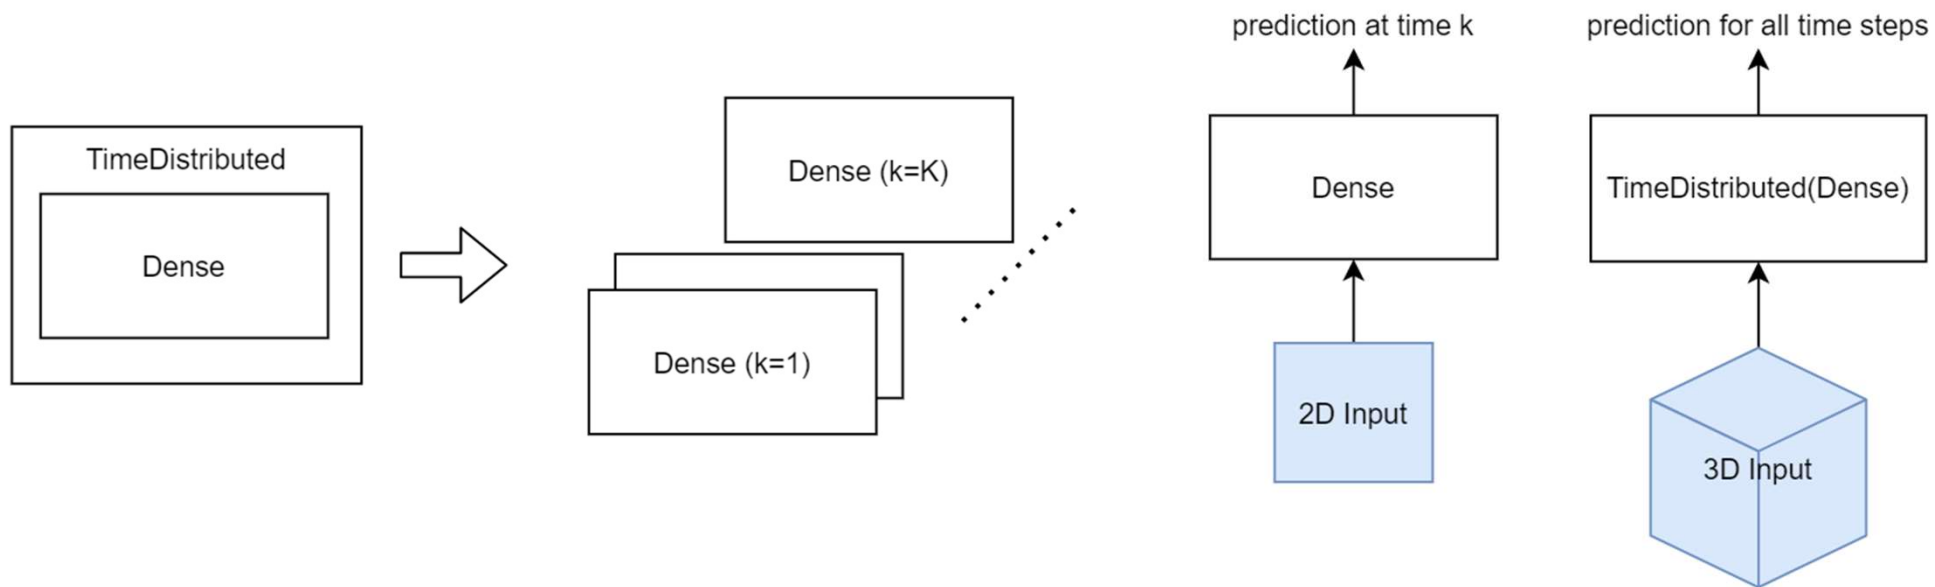 TimeDistributed
Dense
Dense (k=K)
Dense (k=1)
prediction at time k
Dense
2D Input
prediction for all time steps
TimeDistributed(Dense)
3D Input